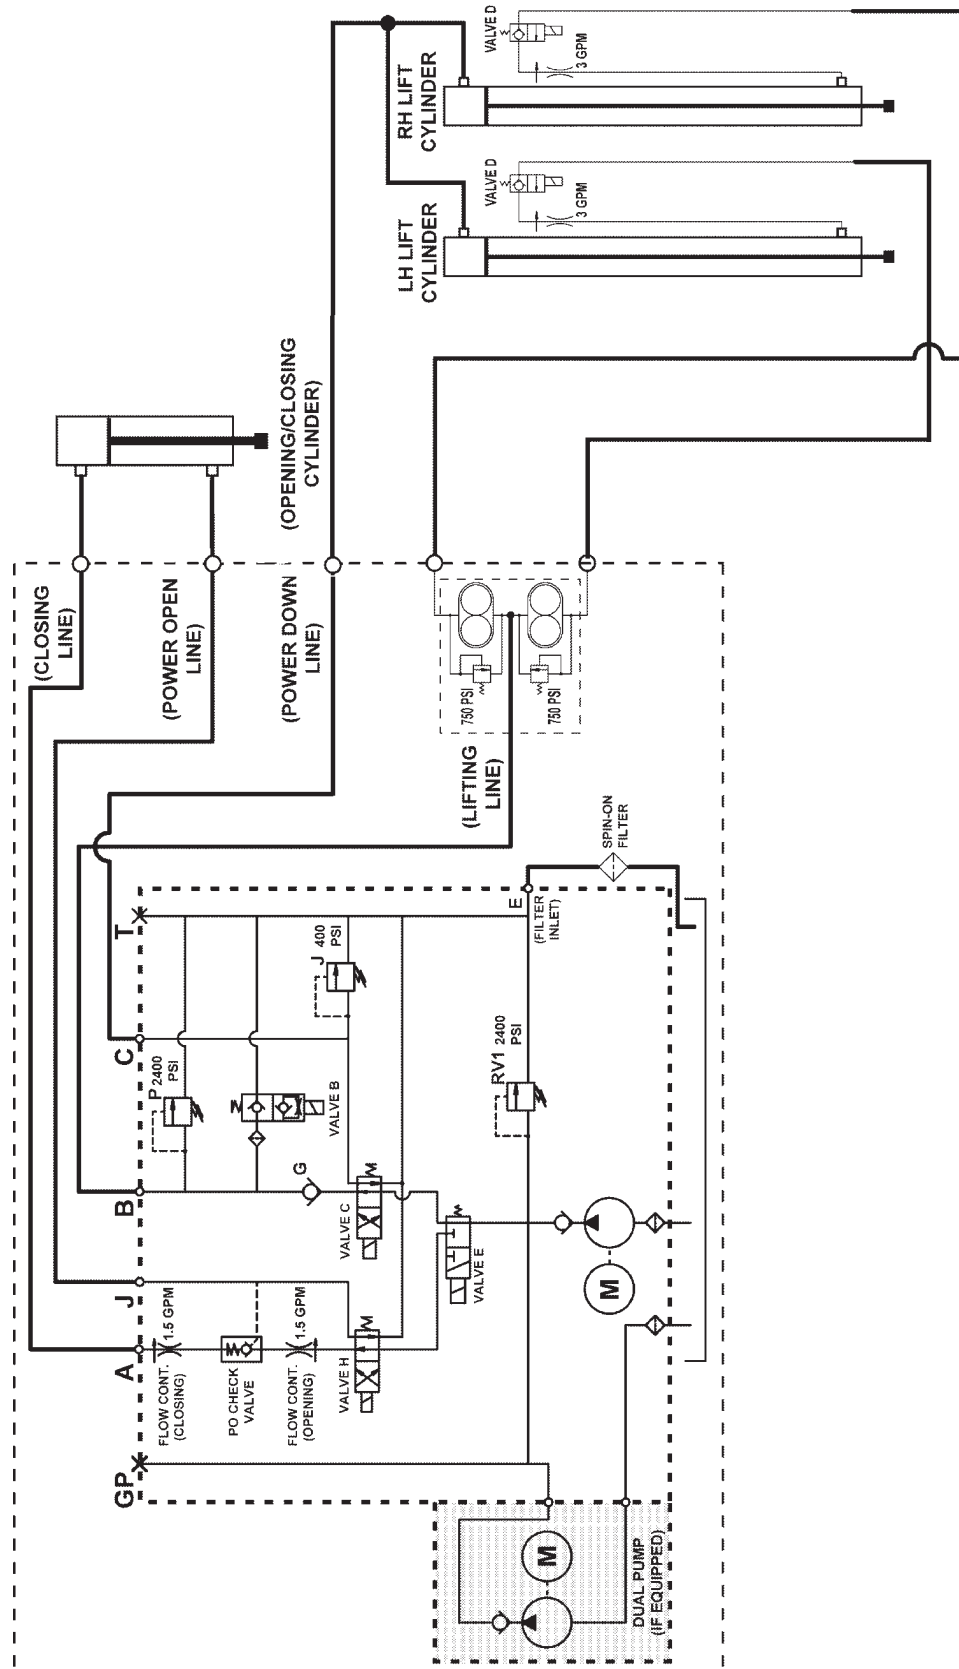 VALVE D
3 GPM
RH LIFT
CYLINDER
VALVE D
3 GPM
LH LIFT
CYLINDER
(OPENING/CLOSING
CYLINDER)
(CLOSING
LINE)
(POWER OPEN
LINE)
(POWER DOWN
LINE)
750 PSI
750 PSI
(LIFTING
LINE)
SPIN-ON
FILTER
T
E
(FILTER
INLET)
J 400
PSI
C
P 2400
PSI
VALVE B
RV1 2400
PSI
B
G
VALVE C
VALVE E
J
A
1.5 GPM
FLOW CONT.
(CLOSING)
PO CHECK
VALVE
1.5 GPM
FLOW CONT.
(OPENING)
VALVE H
M
GP
M
DUAL PUMP
(IF EQUIPPED)